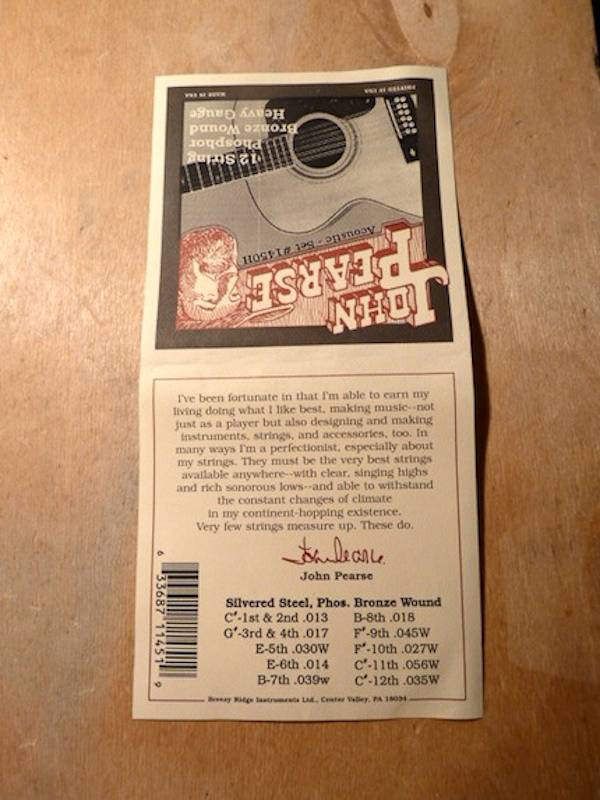 JOHN
PEARSE
Acoustic - Set #1450H
12 String
Phosphor
Bronze Wound
Heavy Gauge
PRINTED IN USA
MADE IN USA
I've been fortunate in that I'm able to earn my
living doing what I like best, making music--not
just as a player but also designing and making
instruments, strings, and accessories, too. In
many ways I'm a perfectionist, especially about
my strings. They must be the very best strings
available anywhere--with clear, singing highs
and rich sonorous lows--and able to withstand
the constant changes of climate
in my continent-hopping existence.
Very few strings measure up. These do.
John Pearse
John Pearse
Silvered Steel, Phos. Bronze Wound
C#-1st & 2nd .013
G#-3rd & 4th .017
E-5th .030W
E-6th .014
B-7th .039w
B-8th .018
F#-9th .045W
F#-10th .027W
C#-11th .056W
C#-12th .035W
6 33687 11451 9
Breezy Ridge Instruments Ltd., Center Valley, PA 18034